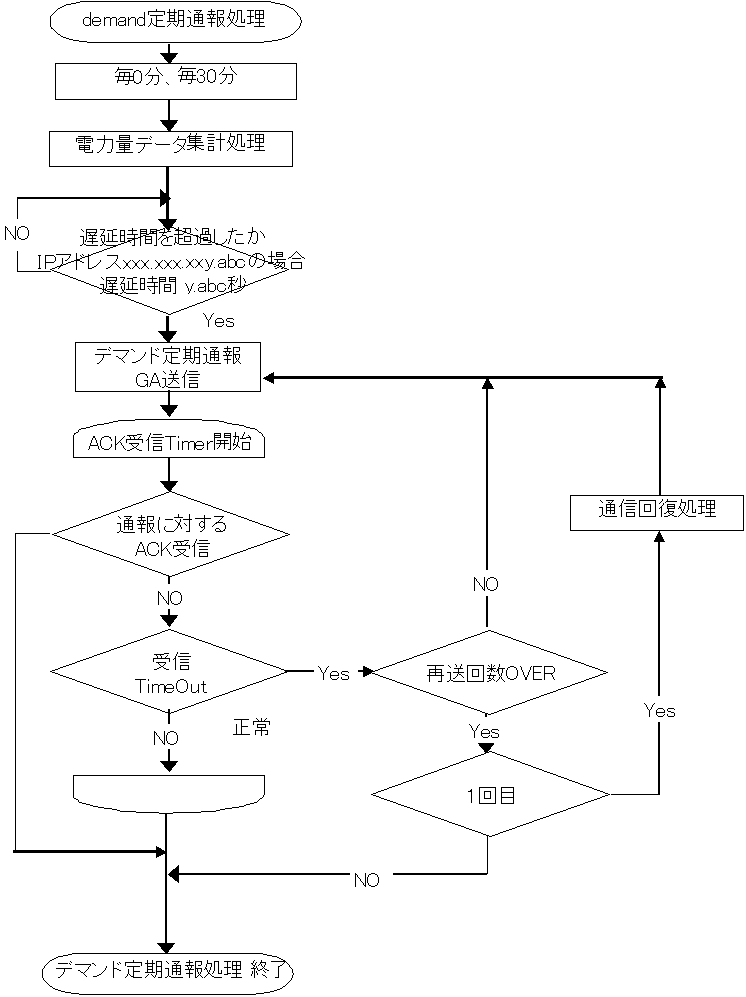 demand定期通報処理
毎0分、毎30分
電力量データ集計処理
NO
遅延時間を超過したか
IPアドレスxxx.xxx.xxy.abcの場合
遅延時間 y.abc秒
Yes
デマンド定期通報
GA送信
ACK受信Timer開始
通報に対する
ACK受信
通信回復処理
NO
NO
受信
TimeOut
Yes
再送回数OVER
Yes
NO
正常
Yes
1回目
NO
デマンド定期通報処理 終了